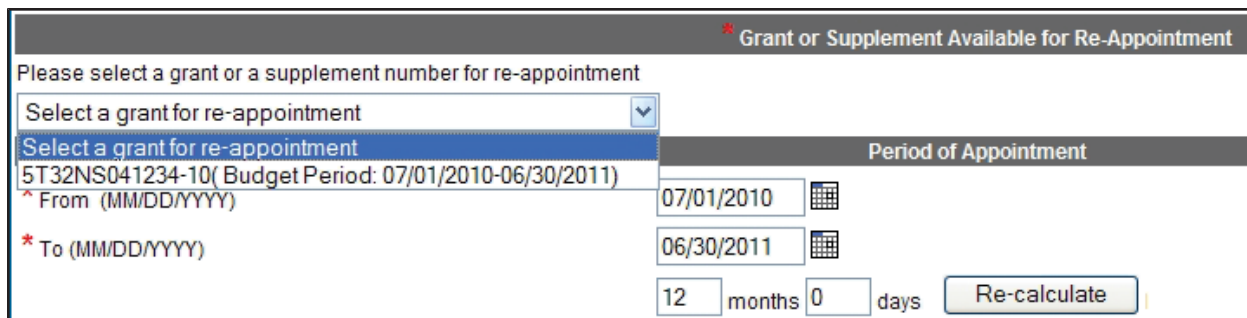 * Grant or Supplement Available for Re-Appointment
Please select a grant or a supplement number for re-appointment
Select a grant for re-appointment
Select a grant for re-appointment
Period of Appointment
5T32NS041234-10( Budget Period: 07/01/2010-06/30/2011)
* From (MM/DD/YYYY) 07/01/2010
* To (MM/DD/YYYY) 06/30/2011
12 months 0 days Re-calculate